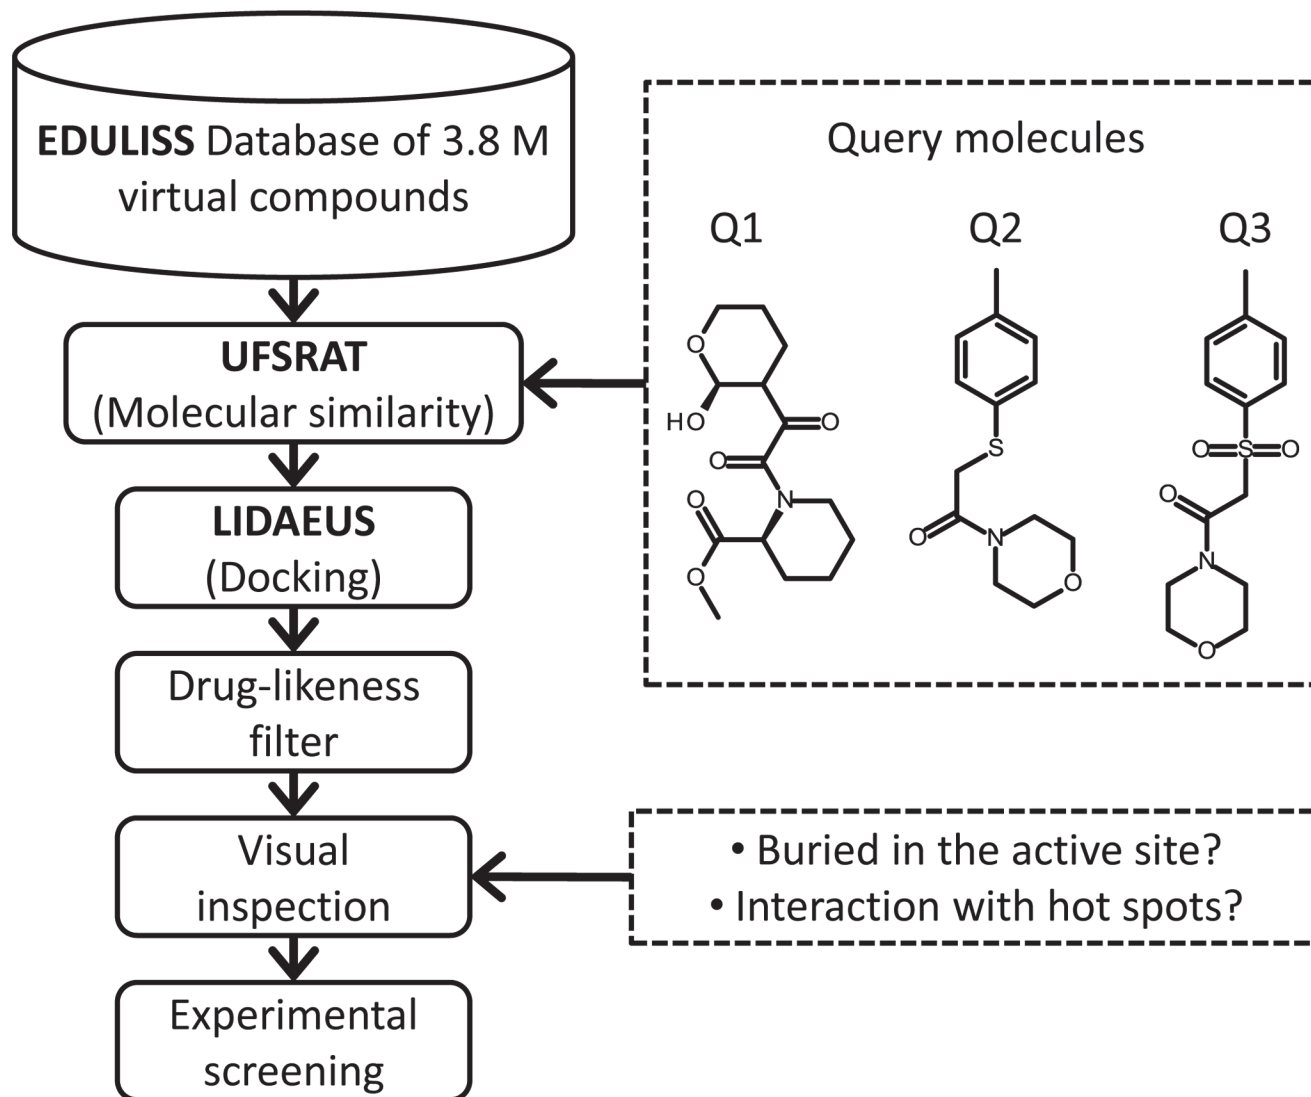 EDULISS Database of 3.8 M
virtual compounds
UFSRAT
(Molecular similarity)
LIDAEUS
(Docking)
Drug-likeness
filter
Visual
inspection
Experimental
screening
Query molecules
Q1
Q2
Q3
O
HO
O
O
N
O
O
S
O
N
O
O
S
O
O
N
O
• Buried in the active site?
• Interaction with hot spots?